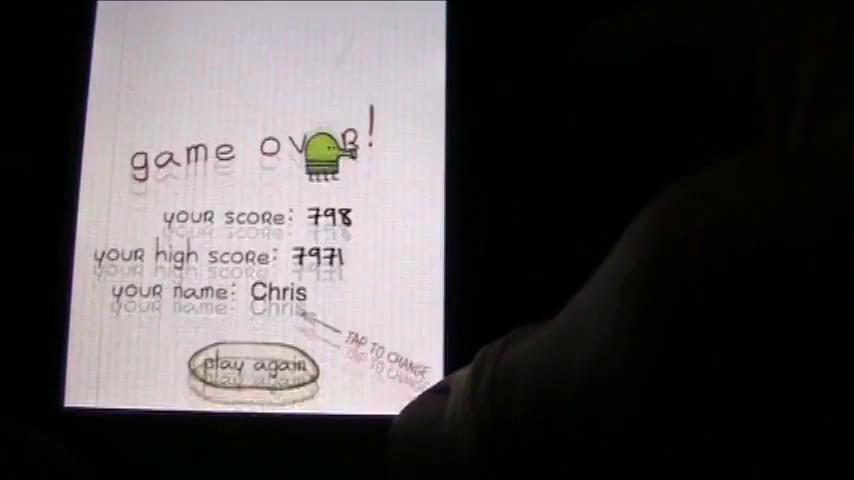 game over!
your score: 798
your high score: 7971
your name: Chris
TAP TO CHANGE
play again